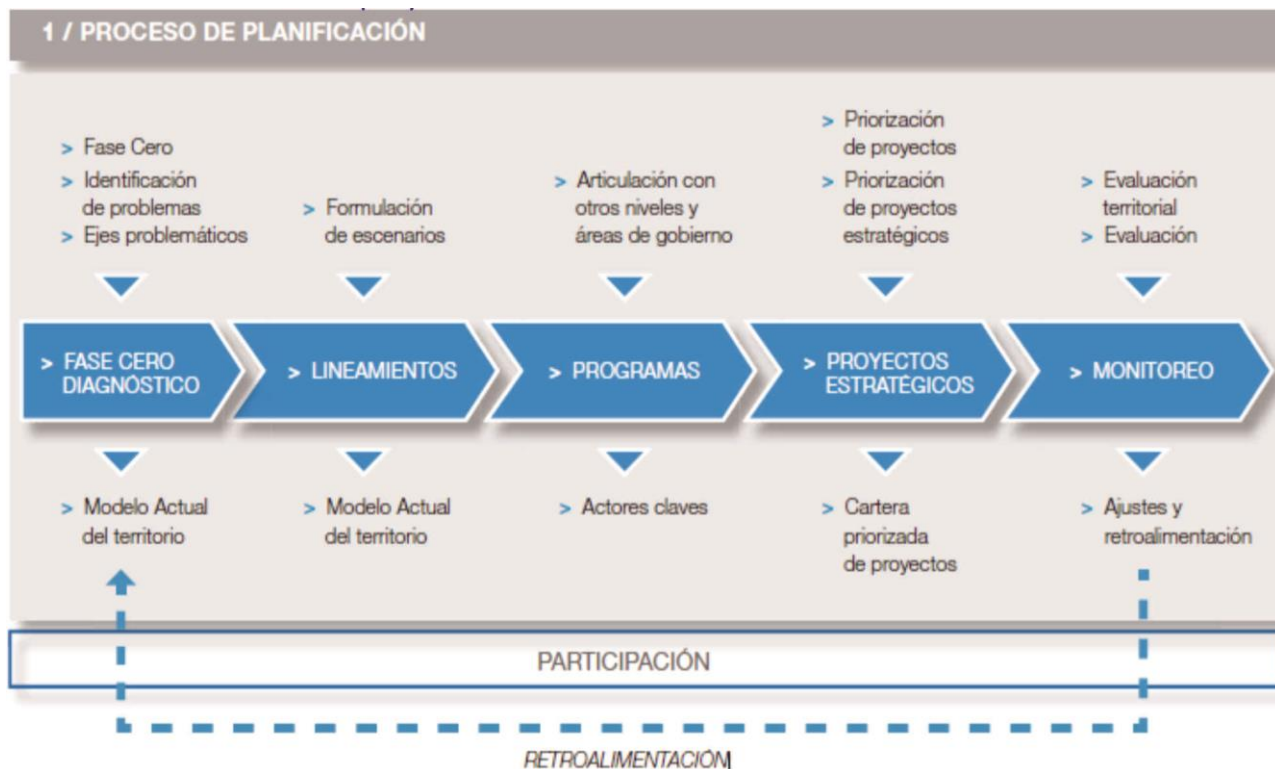 1 / PROCESO DE PLANIFICACIÓN
> Fase Cero
> Identificación
de problemas
> Ejes problemáticos
> Formulación
de escenarios
> Articulación con
otros niveles y
áreas de gobierno
> Priorización
de proyectos
> Priorización
de proyectos
estratégicos
> Evaluación
territorial
> Evaluación
> FASE CERO
DIAGNÓSTICO
> LINEAMIENTOS
> PROGRAMAS
> PROYECTOS
ESTRATÉGICOS
> MONITOREO
> Modelo Actual
del territorio
> Modelo Actual
del territorio
> Actores claves
> Cartera
priorizada
de proyectos
> Ajustes y
retroalimentación
PARTICIPACIÓN
RETROALIMENTACIÓN